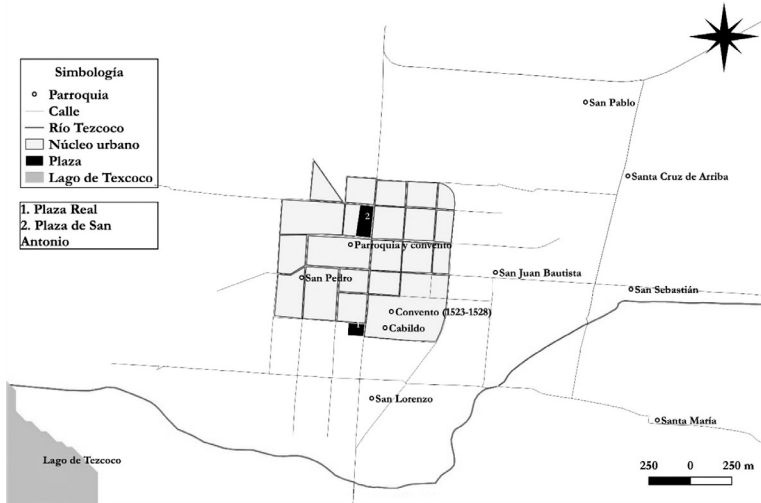 Simbología
Parroquia
Calle
Río Tezcoco
Núcleo urbano
Plaza
Lago de Texcoco
1. Plaza Real
2. Plaza de San
Antonio
San Pablo
Santa Cruz de Arriba
2
Parroquia y convento
San Juan Bautista
San Pedro
San Sebastián
Convento (1523-1528)
1
Cabildo
San Lorenzo
Santa María
Lago de Tezcoco
250 0 250 m